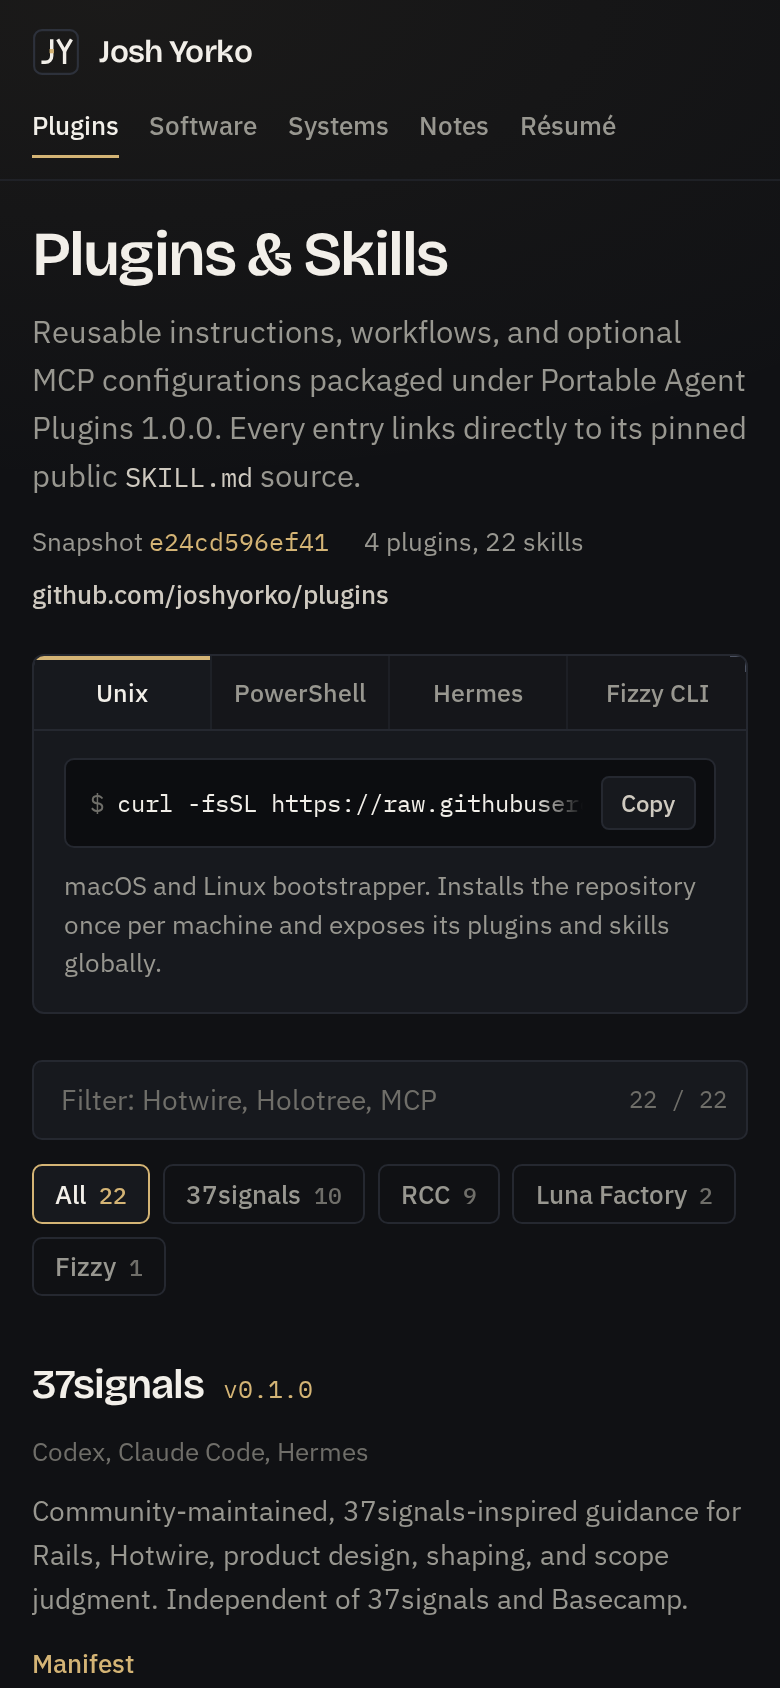 JY Josh Yorko
Plugins Software Systems Notes Résumé
Plugins & Skills
Reusable instructions, workflows, and optional
MCP configurations packaged under Portable Agent
Plugins 1.0.0. Every entry links directly to its pinned
public SKILL.md source.
Snapshot e24cd596ef41 4 plugins, 22 skills
github.com/joshyorko/plugins
Unix PowerShell Hermes Fizzy CLI
$ curl -fsSL https://raw.githubuser Copy
macOS and Linux bootstrapper. Installs the repository
once per machine and exposes its plugins and skills
globally.
Filter: Hotwire, Holotree, MCP 22 / 22
All 22 37signals 10 RCC 9 Luna Factory 2
Fizzy 1
37signals v0.1.0
Codex, Claude Code, Hermes
Community-maintained, 37signals-inspired guidance for
Rails, Hotwire, product design, shaping, and scope
judgment. Independent of 37signals and Basecamp.
Manifest